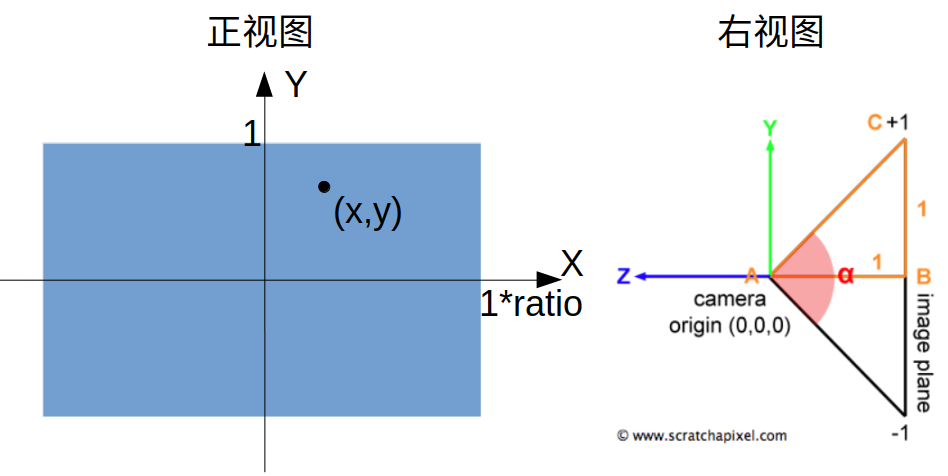 正视图
Y
1
(x,y)
X
1*ratio
右视图
Y
C +1
1
Z
A
α
1
B
camera
origin (0,0,0)
image plane
-1
© www.scratchapixel.com